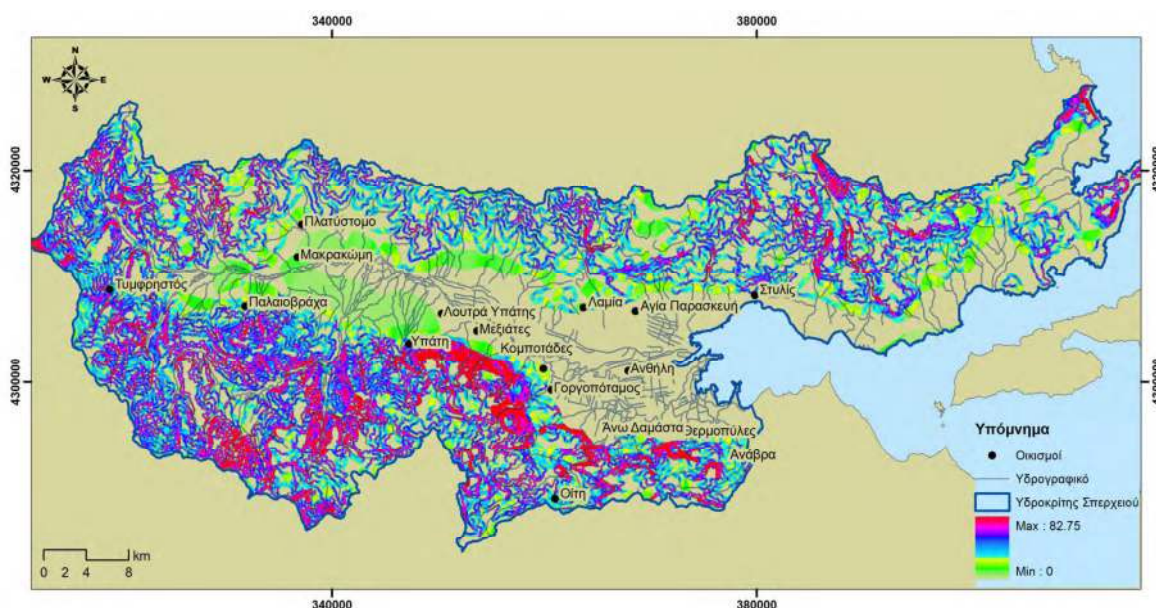 340000
380000
N
W E
S
4320000
4320000
Πλατύστομο
Μακρακώμη
Τυμφρηστός
Παλαιοβράχα
Λουτρά Υπάτης
Μεξιάτες
Υπάτη
Κομποτάδες
Λαμία
Αγία Παρασκευή
Στυλίς
4300000
4300000
Ανθήλη
Γοργοπόταμος
Άνω Δαμάστα
Θερμοπύλες
Ανάβρα
Οίτη
Υπόμνημα
Οικισμοί
Υδρογραφικό
Υδροκρίτης Σπερχειού
Max : 82.75
Min : 0
km
0 2 4 8
340000
380000